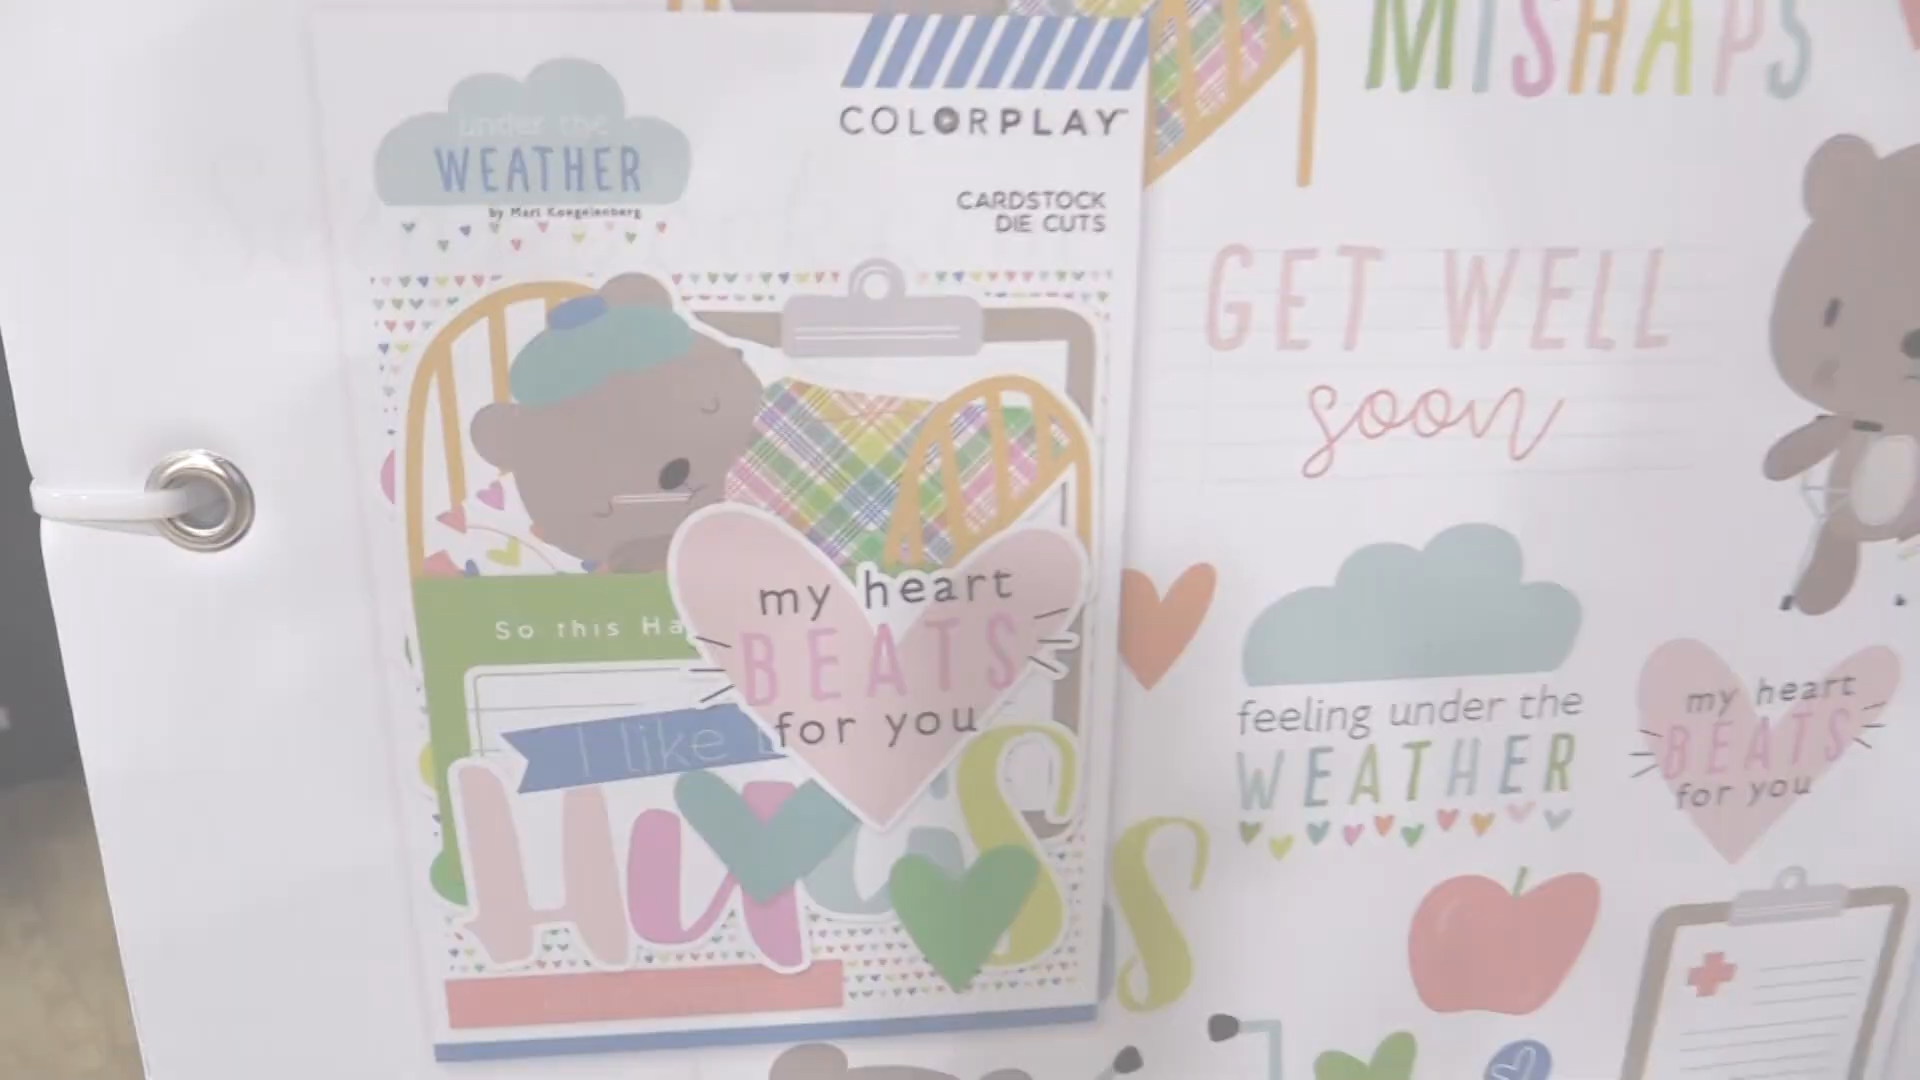 under the
WEATHER
by Mari Koegelenberg
COLORPLAY
CARDSTOCK
DIE CUTS
So this Ha
I like
my heart
BEATS
for you
HUGS
MISHAPS
GET WELL
soon
feeling under the
WEATHER
my heart
BEATS
for you
S